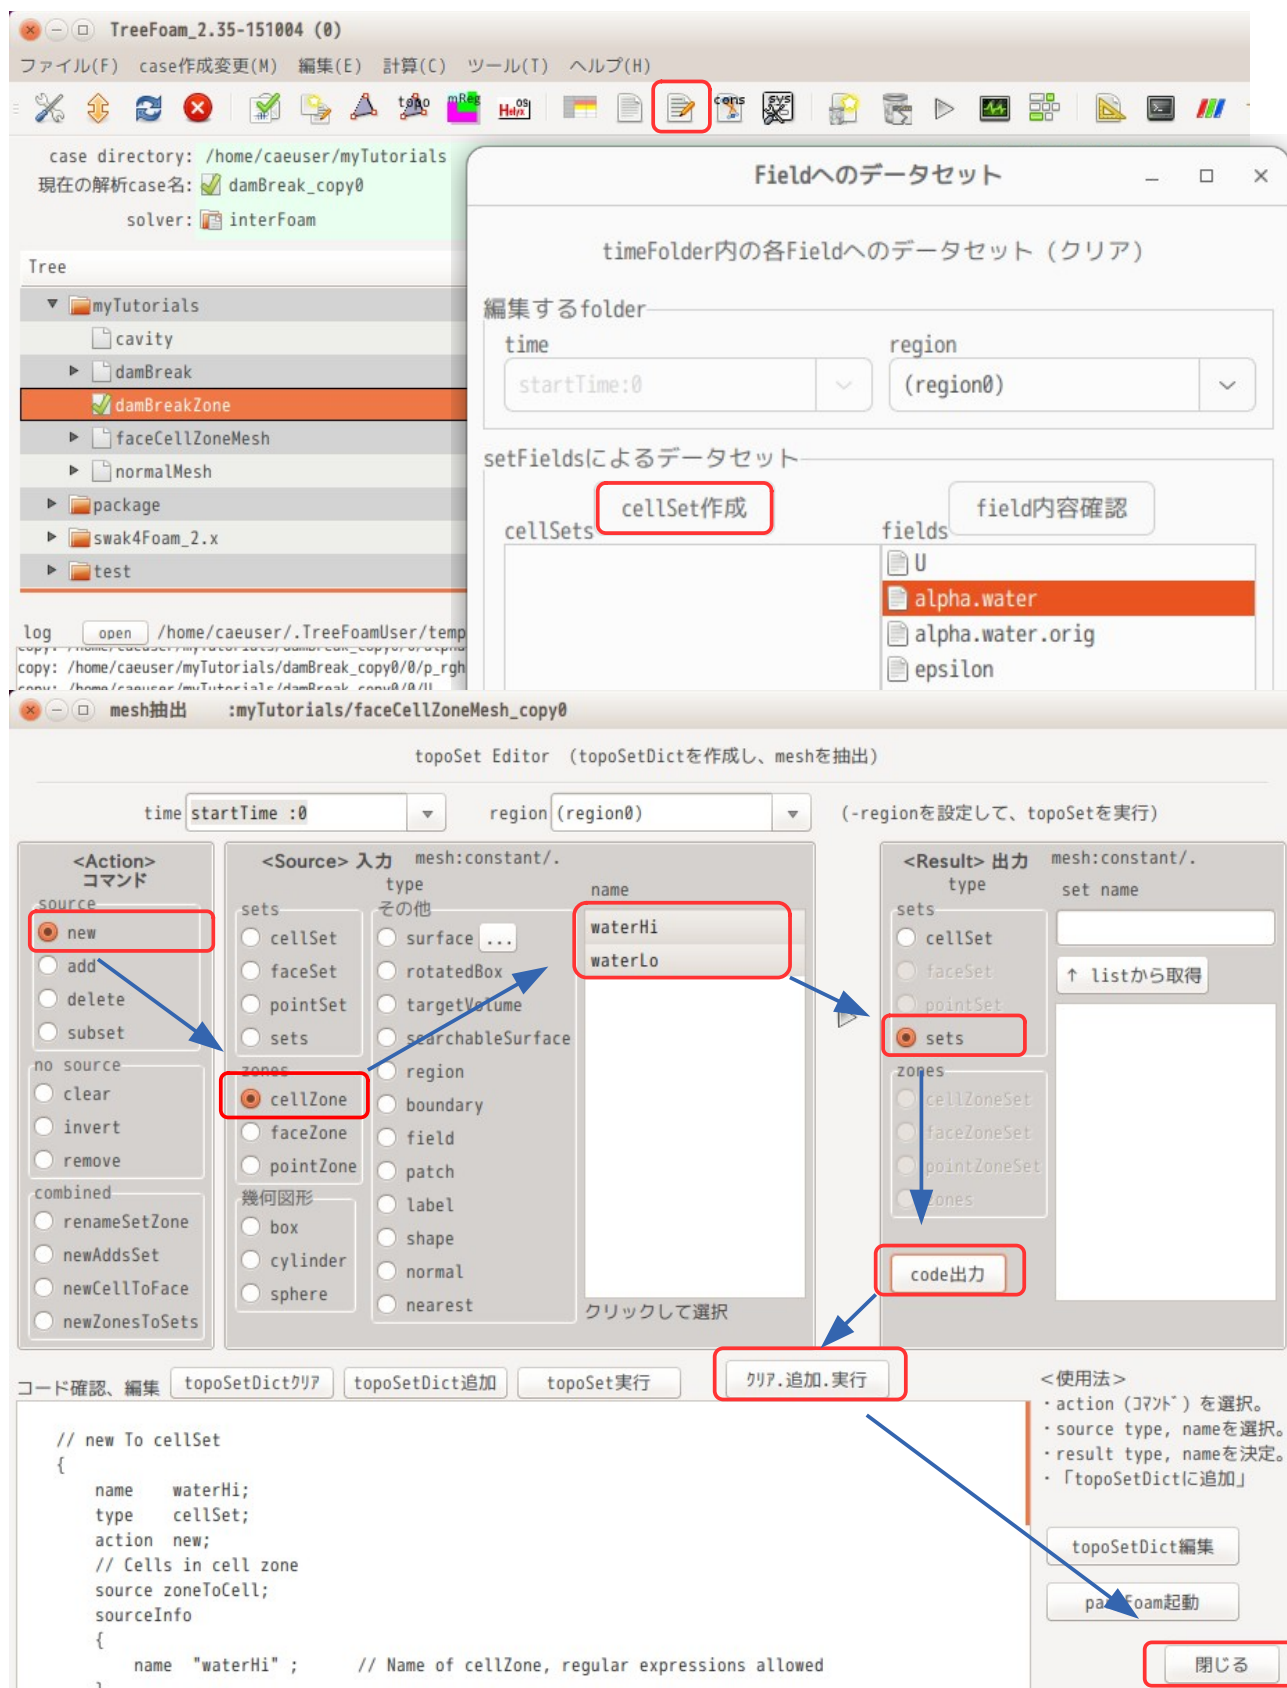 TreeFoam_2.35-151004 (0)
ファイル(F) case作成変更(M) 編集(E) 計算(C) ツール(T) ヘルプ(H)
topo mReg Helyx OS cons sys
case directory: /home/caeuser/myTutorials
現在の解析case名: damBreak_copy0
solver: interFoam
Tree
myTutorials
cavity
damBreak
damBreakZone
faceCellZoneMesh
normalMesh
package
swak4Foam_2.x
test
log open /home/caeuser/.TreeFoamUser/temp
copy: /home/caeuser/myTutorials/damBreak_copy0/0/alpha
copy: /home/caeuser/myTutorials/damBreak_copy0/0/p_rgh
copy: /home/caeuser/myTutorials/damBreak_copy0/0/U
Fieldへのデータセット
timeFolder内の各Fieldへのデータセット (クリア)
編集するfolder
time region
startTime:0 (region0)
setFieldsによるデータセット
cellSet作成 field内容確認
cellSets fields
U
alpha.water
alpha.water.orig
epsilon
mesh抽出 :myTutorials/faceCellZoneMesh_copy0
topoSet Editor (topoSetDictを作成し、meshを抽出)
time startTime :0 region (region0) (-regionを設定して、topoSetを実行)
<Action>
コマンド
source
new
add
delete
subset
no source
clear
invert
remove
combined
renameSetZone
newAddsSet
newCellToFace
newZonesToSets
<Source> 入力 mesh:constant/.
type
sets
cellSet
faceSet
pointSet
sets
zones
cellZone
faceZone
pointZone
幾何図形
box
cylinder
sphere
その他
surface ...
rotatedBox
targetVolume
searchableSurface
region
boundary
field
patch
label
shape
normal
nearest
name
waterHi
waterLo
クリックして選択
<Result> 出力 mesh:constant/.
type set name
sets
cellSet
faceSet
pointSet
sets
zones
cellZoneSet
faceZoneSet
pointZoneSet
zones
↑ listから取得
code出力
コード確認、編集 topoSetDictクリア topoSetDict追加 topoSet実行 クリア.追加.実行
// new To cellSet
{
name waterHi;
type cellSet;
action new;
// Cells in cell zone
source zoneToCell;
sourceInfo
{
name "waterHi" ; // Name of cellZone, regular expressions allowed
}
<使用法>
・action (コマンド) を選択。
・source type, nameを選択。
・result type, nameを決定。
・「topoSetDictに追加」
topoSetDict編集
paraFoam起動
閉じる